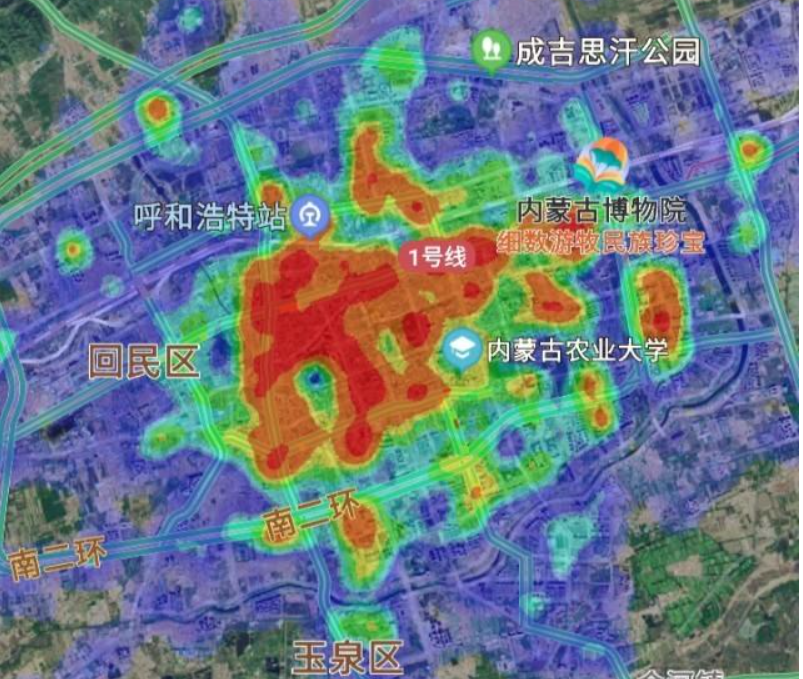 成吉思汗公园
呼和浩特站
内蒙古博物院
细数游牧民族珍宝
1号线
回民区
内蒙古农业大学
南二环
南二环
玉泉区